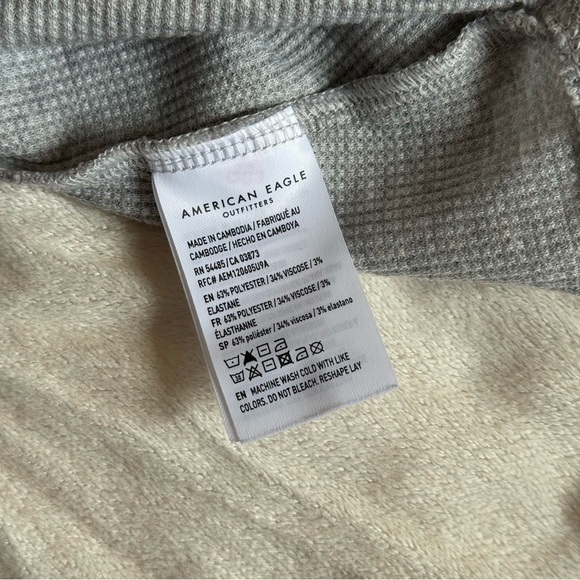 AMERICAN EAGLE
OUTFITTERS
MADE IN CAMBODIA / FABRIQUÉ AU
CAMBODGE / HECHO EN CAMBOYA
RN 54485/CA 03873
RFC# AEM120605U9A
EN 63% POLYESTER / 34% VISCOSE / 3%
ELASTANE
FR 63% POLYESTER / 34% VISCOSE / 3%
ÉLASTHANNE
SP 63% poliéster / 34% viscosa / 3% elastano
EN MACHINE WASH COLD WITH LIKE
COLORS. DO NOT BLEACH. RESHAPE LAY